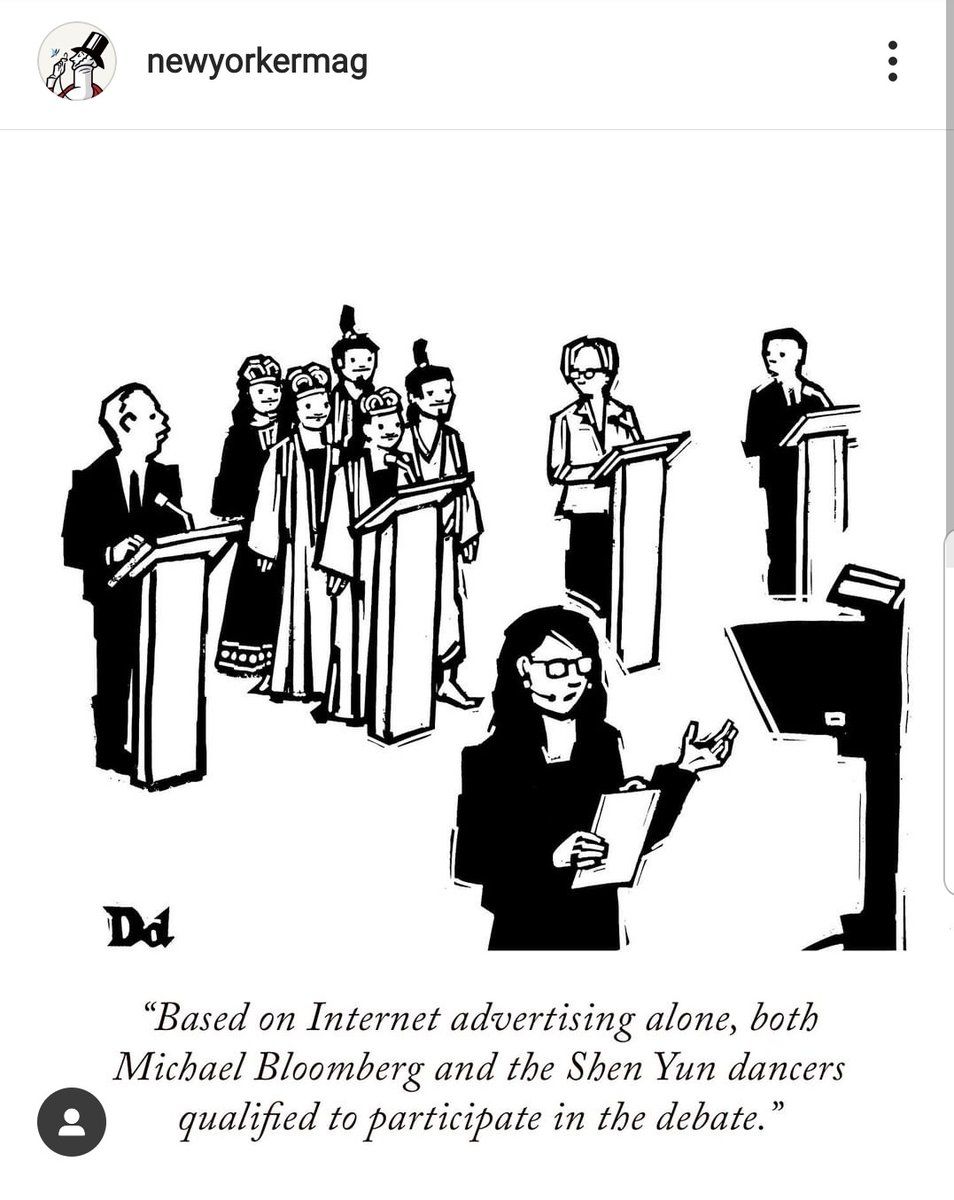 newyorkermag
Dd
“Based on Internet advertising alone, both
Michael Bloomberg and the Shen Yun dancers
qualified to participate in the debate.”